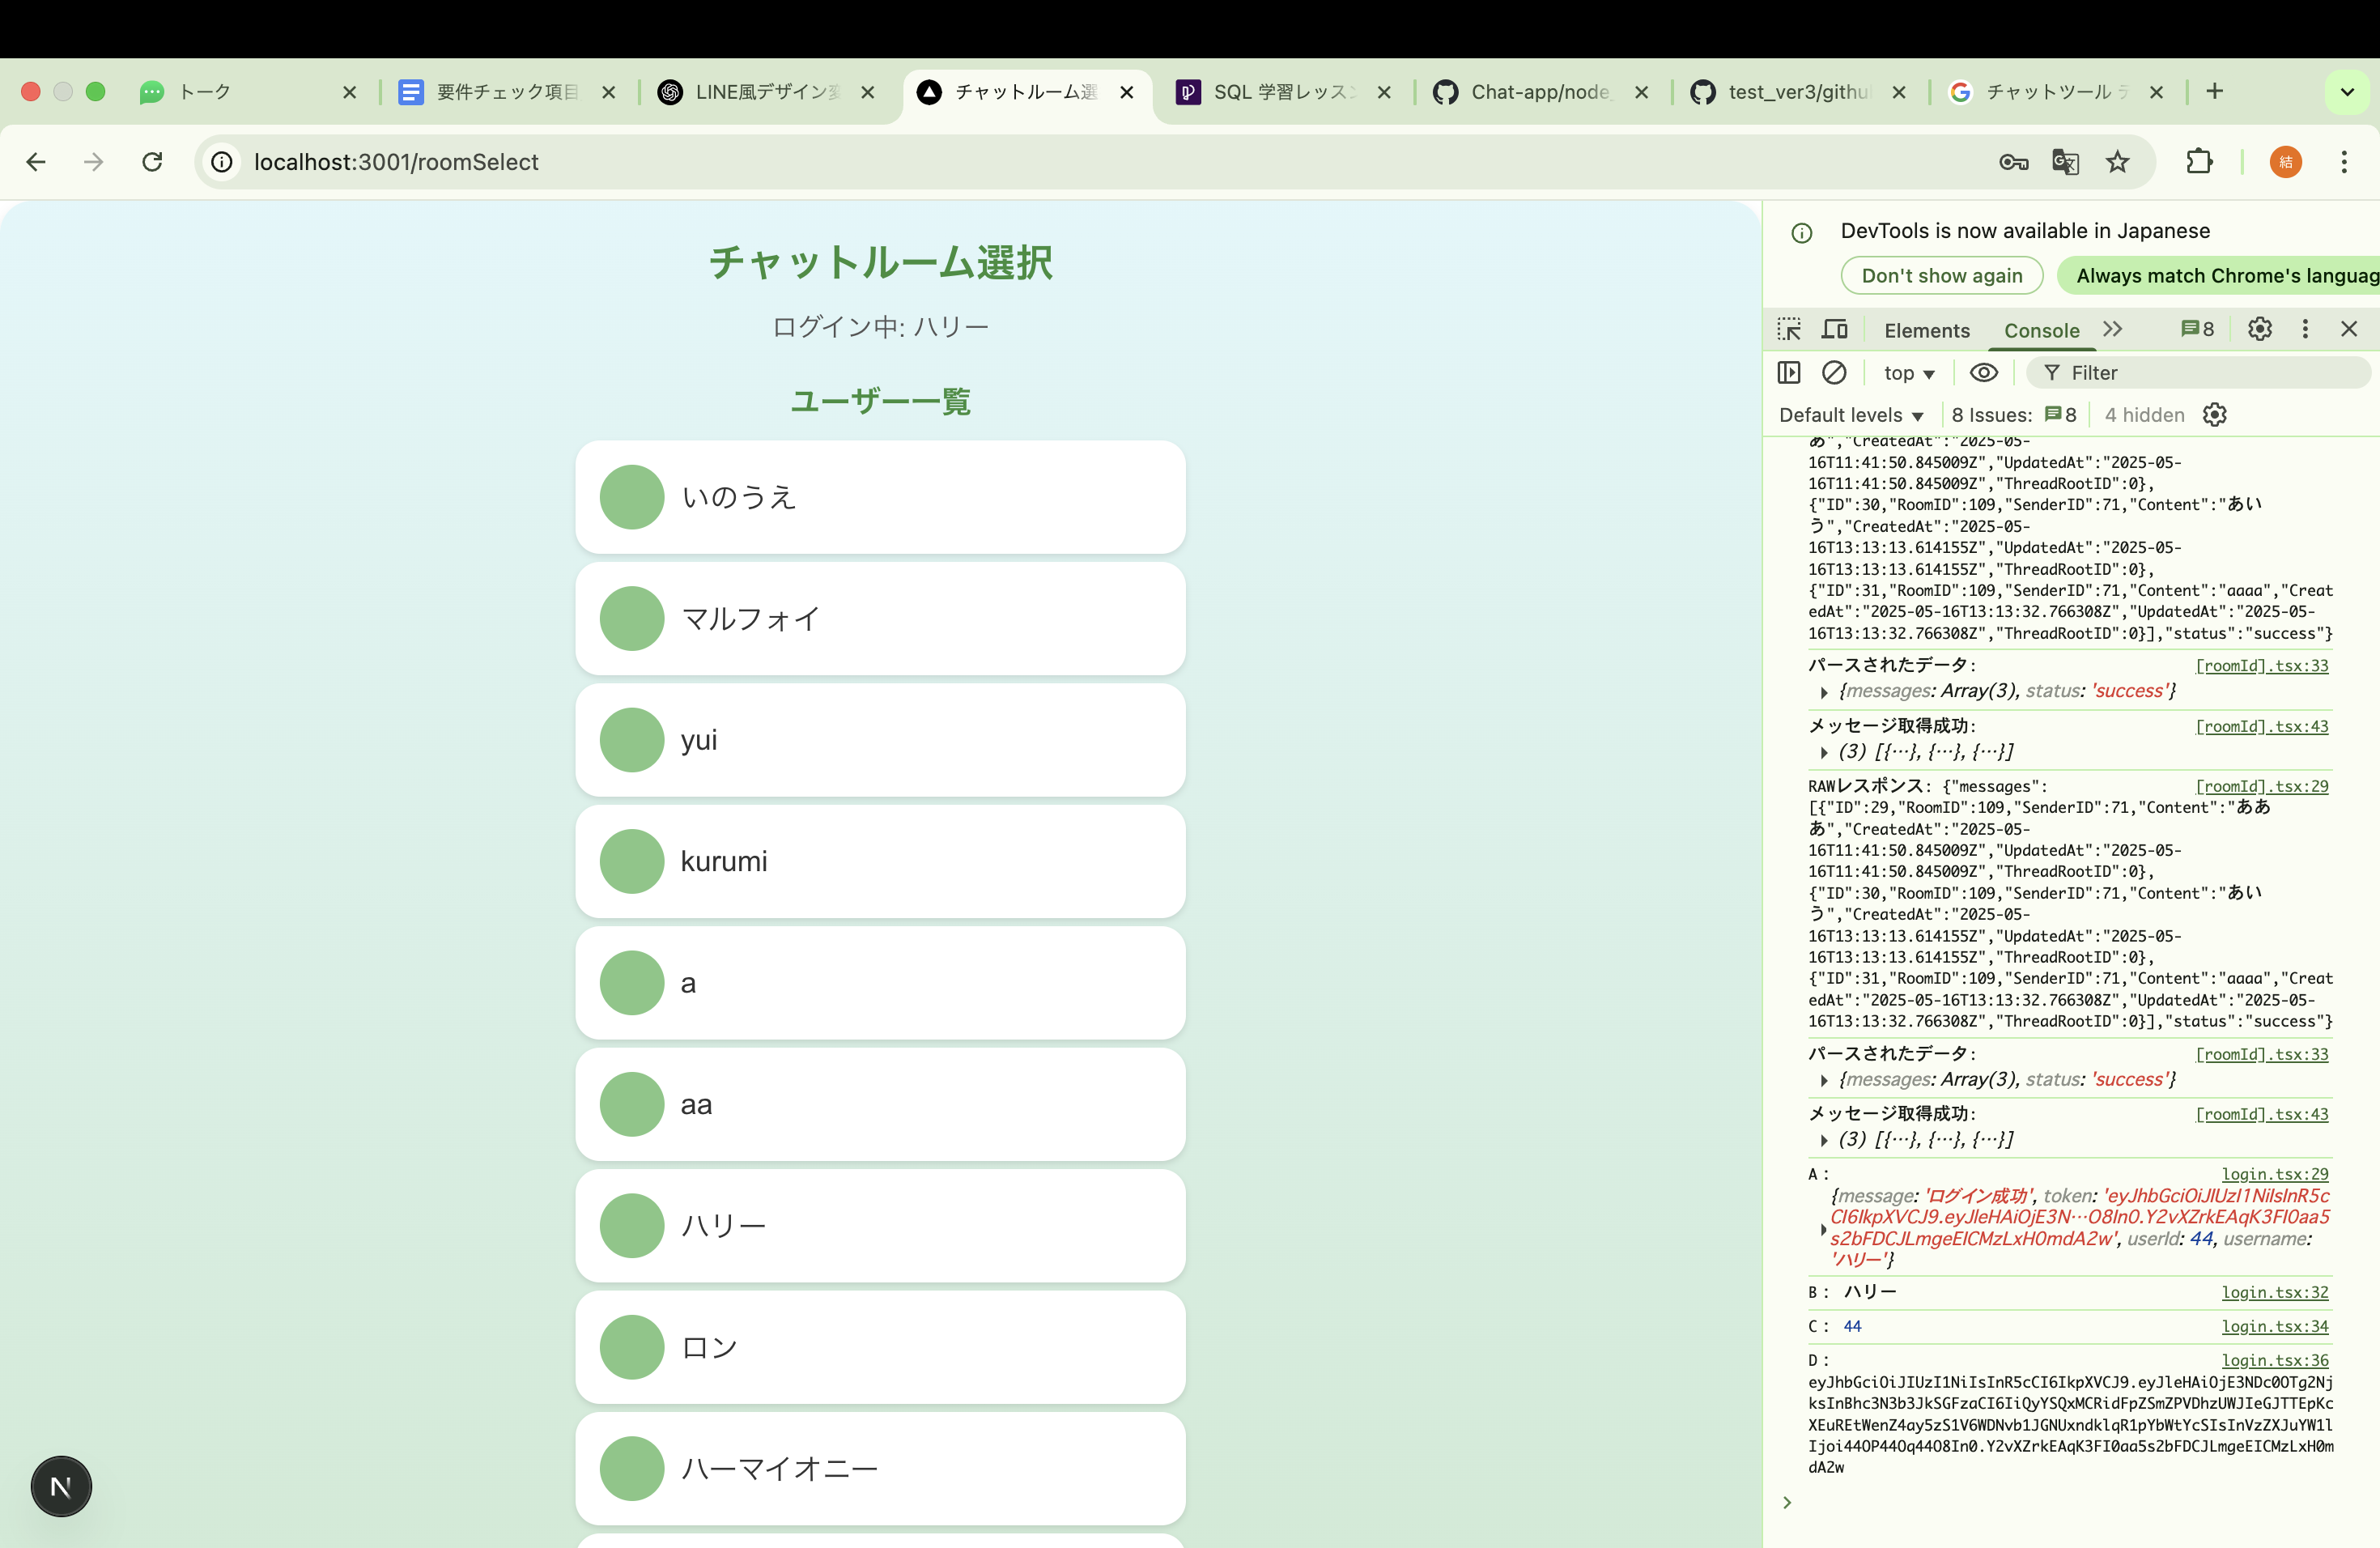 トーク
要件チェック項目
LINE風デザイン変
チャットルーム選
SQL 学習レッスン
Chat-app/node_
test_ver3/githu
チャットツール デ
localhost:3001/roomSelect
結
チャットルーム選択
ログイン中: ハリー
ユーザー一覧
いのうえ
マルフォイ
yui
kurumi
a
aa
ハリー
ロン
ハーマイオニー
N
DevTools is now available in Japanese
Don't show again
Always match Chrome's languag
Elements
Console
8
top
Filter
Default levels
8 Issues:
8
4 hidden
あ","CreatedAt":"2025-05-
16T11:41:50.845009Z","UpdatedAt":"2025-05-
16T11:41:50.845009Z","ThreadRootID":0},
{"ID":30,"RoomID":109,"SenderID":71,"Content":"あい
う","CreatedAt":"2025-05-
16T13:13:13.614155Z","UpdatedAt":"2025-05-
16T13:13:13.614155Z","ThreadRootID":0},
{"ID":31,"RoomID":109,"SenderID":71,"Content":"aaaa","Creat
edAt":"2025-05-16T13:13:32.766308Z","UpdatedAt":"2025-05-
16T13:13:32.766308Z","ThreadRootID":0}],"status":"success"}
パースされたデータ: [roomId].tsx:33
{messages: Array(3), status: 'success'}
メッセージ取得成功: [roomId].tsx:43
(3) [{…}, {…}, {…}]
RAWレスポンス: {"messages": [roomId].tsx:29
[{"ID":29,"RoomID":109,"SenderID":71,"Content":"ああ
あ","CreatedAt":"2025-05-
16T11:41:50.845009Z","UpdatedAt":"2025-05-
16T11:41:50.845009Z","ThreadRootID":0},
{"ID":30,"RoomID":109,"SenderID":71,"Content":"あい
う","CreatedAt":"2025-05-
16T13:13:13.614155Z","UpdatedAt":"2025-05-
16T13:13:13.614155Z","ThreadRootID":0},
{"ID":31,"RoomID":109,"SenderID":71,"Content":"aaaa","Creat
edAt":"2025-05-16T13:13:32.766308Z","UpdatedAt":"2025-05-
16T13:13:32.766308Z","ThreadRootID":0}],"status":"success"}
パースされたデータ: [roomId].tsx:33
{messages: Array(3), status: 'success'}
メッセージ取得成功: [roomId].tsx:43
(3) [{…}, {…}, {…}]
A: login.tsx:29
{message: 'ログイン成功', token: 'eyJhbGciOiJIUzI1NiIsInR5c
CI6IkpXVCJ9.eyJleHAiOjE3N…O8In0.Y2vXZrkEAqK3FI0aa5
s2bFDCJLmgeEICMzLxH0mdA2w', userId: 44, username:
'ハリー'}
B: ハリー login.tsx:32
C: 44 login.tsx:34
D: login.tsx:36
eyJhbGciOiJIUzI1NiIsInR5cCI6IkpXVCJ9.eyJleHAiOjE3NDc0OTg2Nj
ksInBhc3N3b3JkSGFzaCI6IiQyYSQxMCRidFpZSmZPVDhzUWJIeGJTTEpKc
XEuREtWenZ4ay5zS1V6WDNvb1JGNUxndklqR1pYbWtYcSIsInVzZXJuYW1l
Ijoi44OP44Oq44O8In0.Y2vXZrkEAqK3FI0aa5s2bFDCJLmgeEICMzLxH0m
dA2w